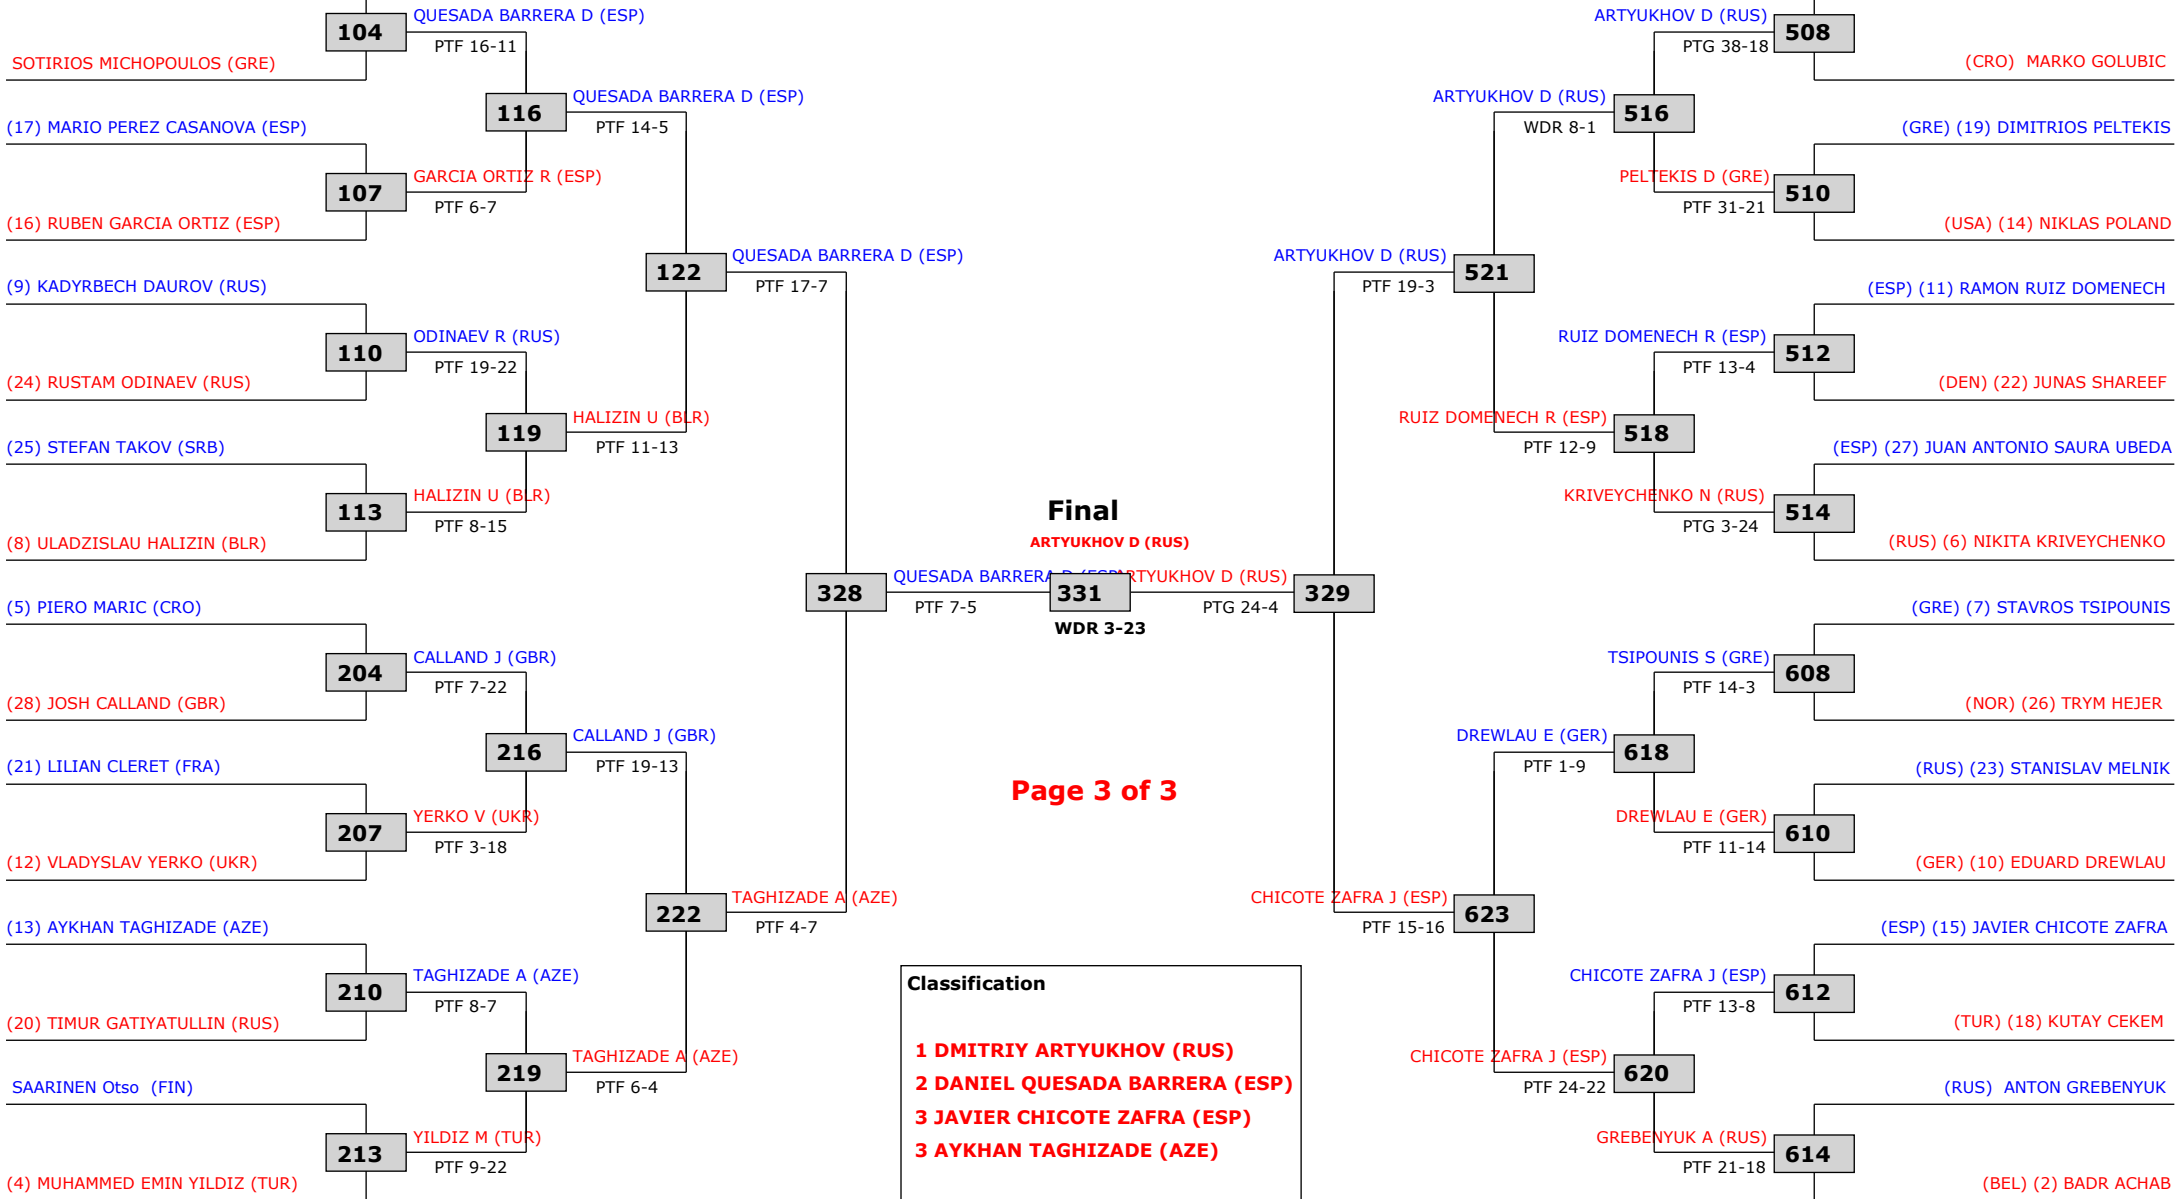 QUESADA BARRERA D (ESP)
104
PTF 16-11
SOTIRIOS MICHOPOULOS (GRE)
QUESADA BARRERA D (ESP)
116
PTF 14-5
(17) MARIO PEREZ CASANOVA (ESP)
GARCIA ORTIZ R (ESP)
107
PTF 6-7
(16) RUBEN GARCIA ORTIZ (ESP)
QUESADA BARRERA D (ESP)
122
PTF 17-7
(9) KADYRBECH DAUROV (RUS)
ODINAEV R (RUS)
110
PTF 19-22
(24) RUSTAM ODINAEV (RUS)
HALIZIN U (BLR)
119
PTF 11-13
(25) STEFAN TAKOV (SRB)
HALIZIN U (BLR)
113
PTF 8-15
(8) ULADZISLAU HALIZIN (BLR)
QUESADA BARRERA D (ESP)
328
PTF 7-5
(5) PIERO MARIC (CRO)
CALLAND J (GBR)
204
PTF 7-22
(28) JOSH CALLAND (GBR)
CALLAND J (GBR)
216
PTF 19-13
(21) LILIAN CLERET (FRA)
YERKO V (UKR)
207
PTF 3-18
(12) VLADYSLAV YERKO (UKR)
TAGHIZADE A (AZE)
222
PTF 4-7
(13) AYKHAN TAGHIZADE (AZE)
TAGHIZADE A (AZE)
210
PTF 8-7
(20) TIMUR GATIYATULLIN (RUS)
TAGHIZADE A (AZE)
219
PTF 6-4
SAARINEN Otso (FIN)
YILDIZ M (TUR)
213
PTF 9-22
(4) MUHAMMED EMIN YILDIZ (TUR)
Final
ARTYUKHOV D (RUS)
331
WDR 3-23
Page 3 of 3
Classification
1 DMITRIY ARTYUKHOV (RUS)
2 DANIEL QUESADA BARRERA (ESP)
3 JAVIER CHICOTE ZAFRA (ESP)
3 AYKHAN TAGHIZADE (AZE)
ARTYUKHOV D (RUS)
508
PTG 38-18
(CRO) MARKO GOLUBIC
ARTYUKHOV D (RUS)
516
WDR 8-1
(GRE) (19) DIMITRIOS PELTEKIS
PELTEKIS D (GRE)
510
PTF 31-21
(USA) (14) NIKLAS POLAND
ARTYUKHOV D (RUS)
521
PTF 19-3
(ESP) (11) RAMON RUIZ DOMENECH
RUIZ DOMENECH R (ESP)
512
PTF 13-4
(DEN) (22) JUNAS SHAREEF
RUIZ DOMENECH R (ESP)
518
PTF 12-9
(ESP) (27) JUAN ANTONIO SAURA UBEDA
KRIVEYCHENKO N (RUS)
514
PTG 3-24
(RUS) (6) NIKITA KRIVEYCHENKO
ARTYUKHOV D (RUS)
329
PTG 24-4
(GRE) (7) STAVROS TSIPOUNIS
TSIPOUNIS S (GRE)
608
PTF 14-3
(NOR) (26) TRYM HEJER
DREWLAU E (GER)
618
PTF 1-9
(RUS) (23) STANISLAV MELNIK
DREWLAU E (GER)
610
PTF 11-14
(GER) (10) EDUARD DREWLAU
CHICOTE ZAFRA J (ESP)
623
PTF 15-16
(ESP) (15) JAVIER CHICOTE ZAFRA
CHICOTE ZAFRA J (ESP)
612
PTF 13-8
(TUR) (18) KUTAY CEKEM
CHICOTE ZAFRA J (ESP)
620
PTF 24-22
(RUS) ANTON GREBENYUK
GREBENYUK A (RUS)
614
PTF 21-18
(BEL) (2) BADR ACHAB